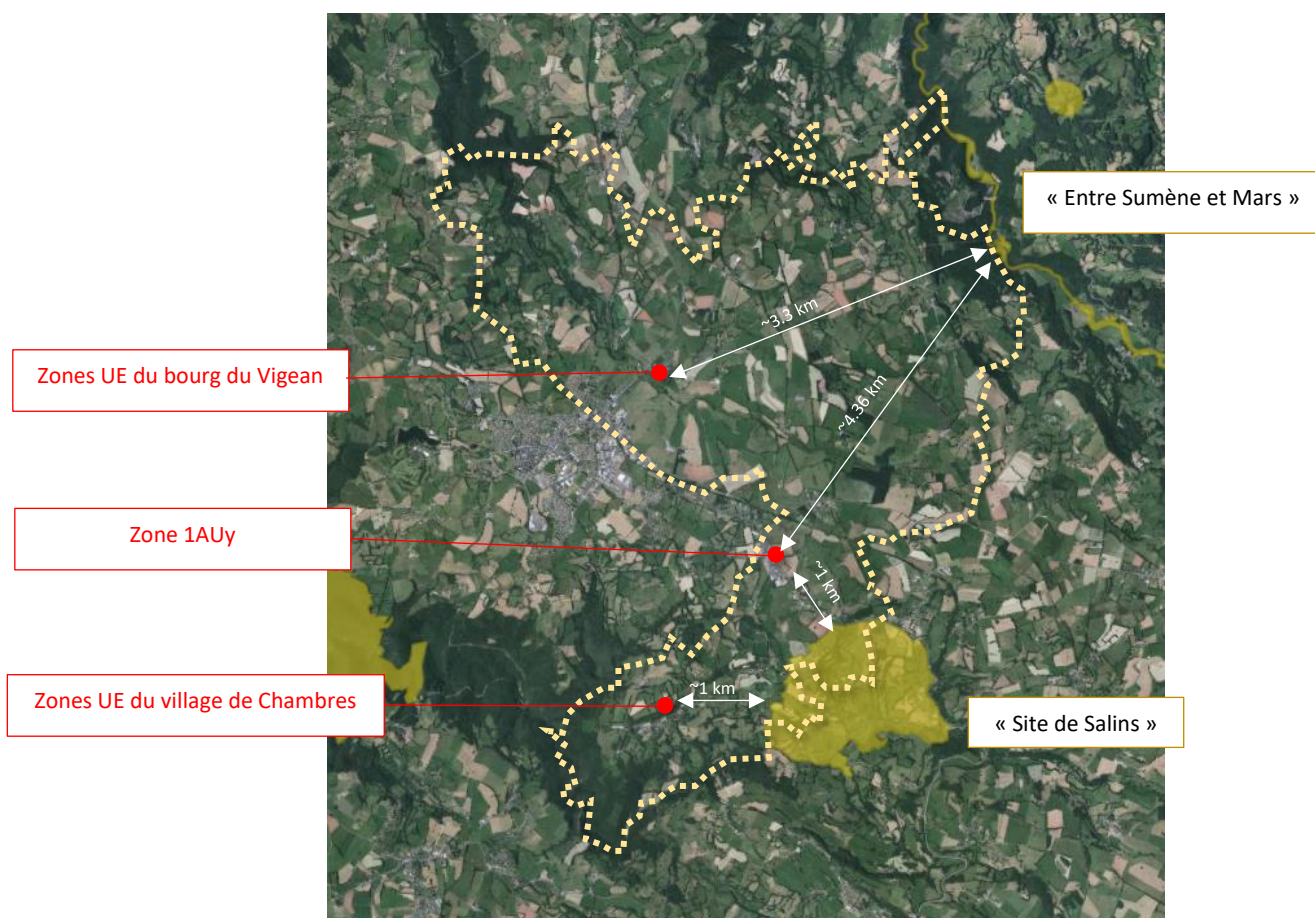 « Entre Sumène et Mars »
~3.3 km
Zones UE du bourg du Vigean
~4.36 km
Zone 1AUy
~1 km
~1 km
Zones UE du village de Chambres
« Site de Salins »